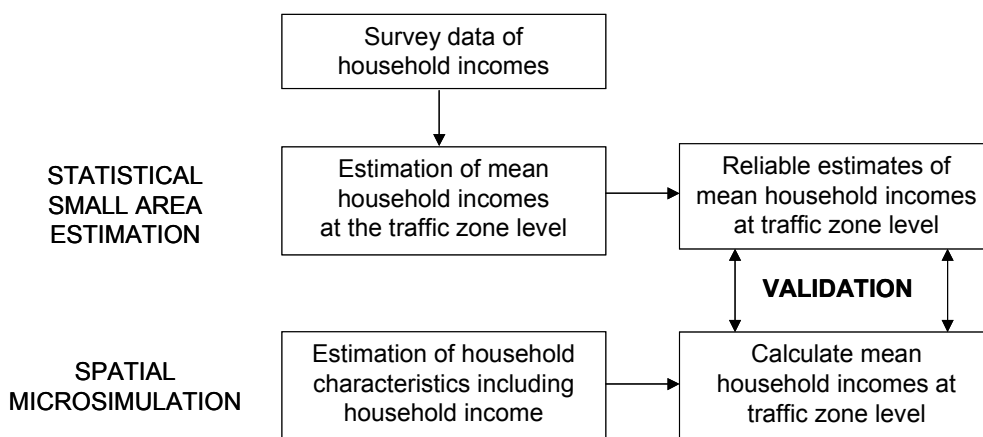 Survey data of
household incomes
STATISTICAL
SMALL AREA
ESTIMATION
Estimation of mean
household incomes
at the traffic zone level
Reliable estimates of
mean household incomes
at traffic zone level
VALIDATION
SPATIAL
MICROSIMULATION
Estimation of household
characteristics including
household income
Calculate mean
household incomes at
traffic zone level